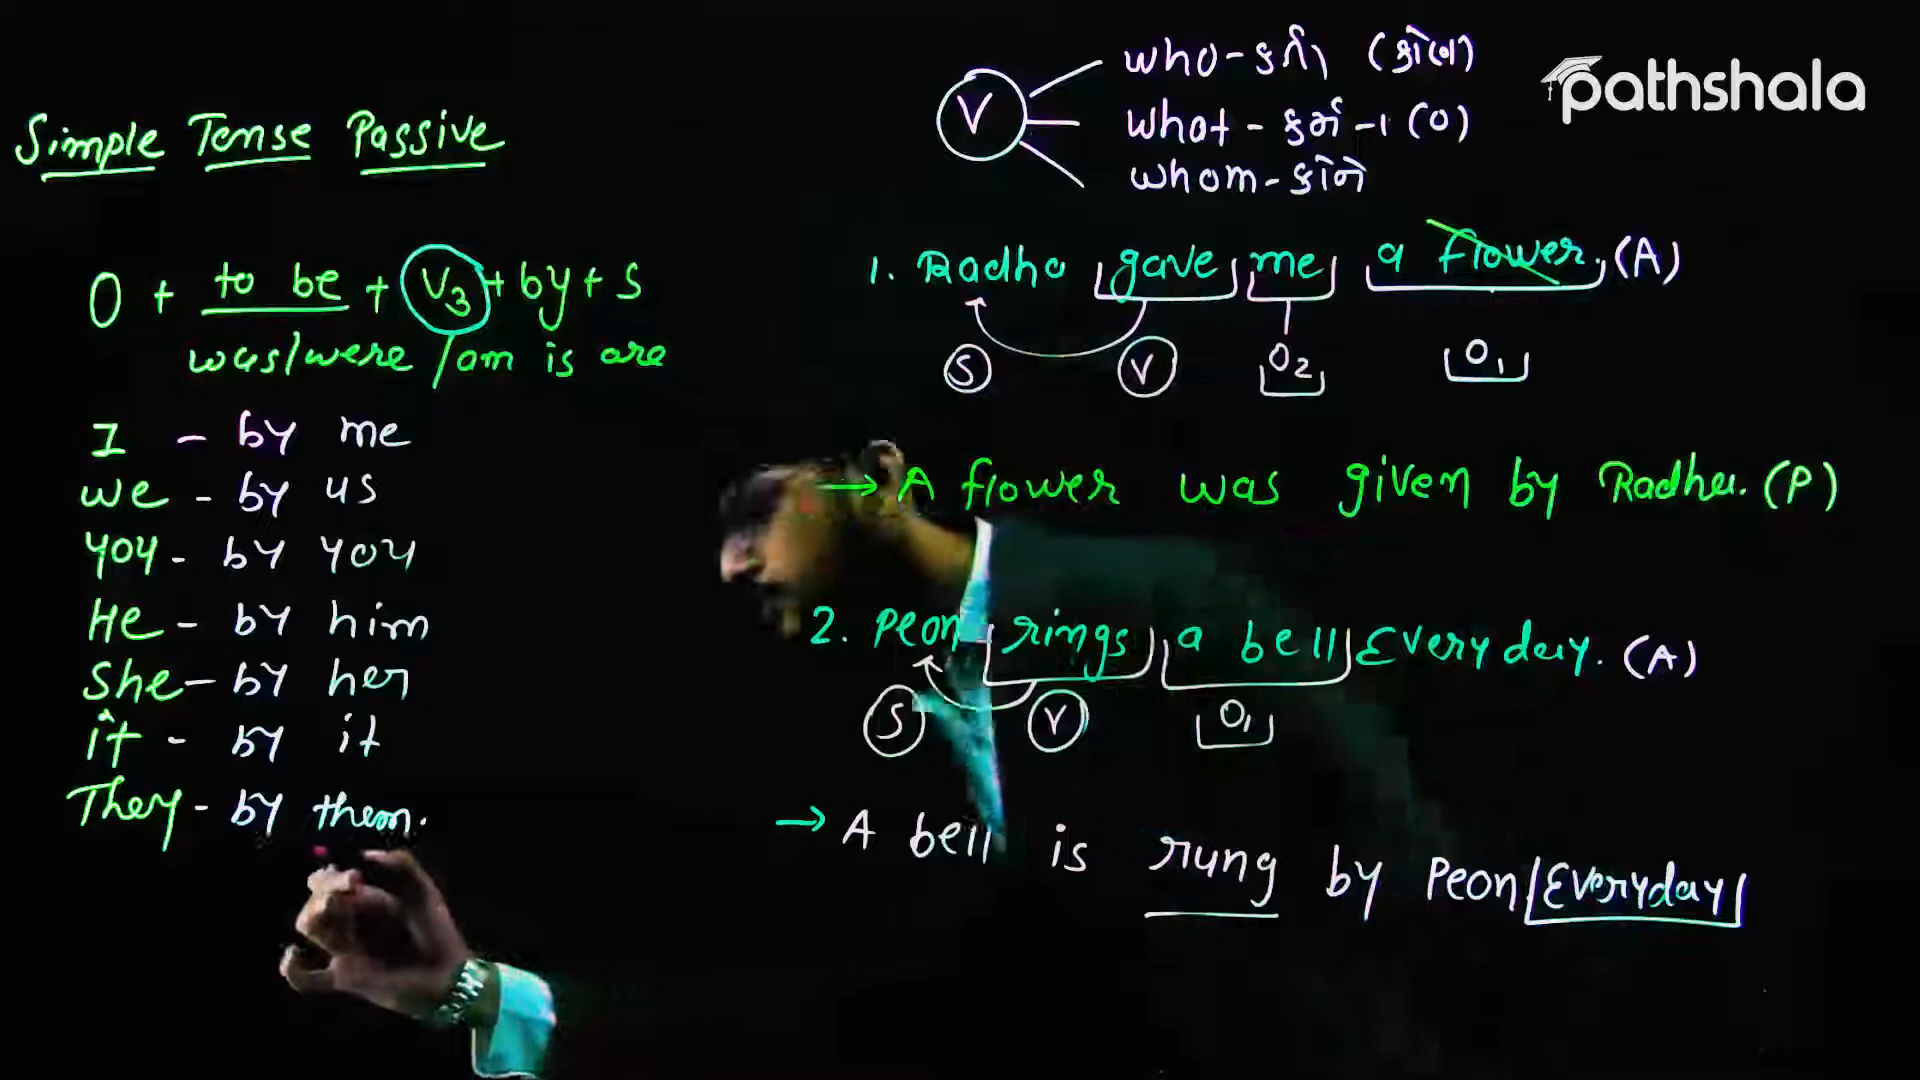 Simple Tense Passive
O + to be + V3 + by + S
was/were /am is are
I - by me
we - by us
you - by you
He - by him
She - by her
it - by it
They - by them.
V
who - કર્તા (કોણ)
what - કર્મ -1 (O)
whom - કોને
pathshala
1. Radha gave me a flower. (A)
S V O2 O1
→ A flower was given by Radha. (P)
2. Peon rings a bell Everyday. (A)
S V O1
→ A bell is rung by Peon Everyday